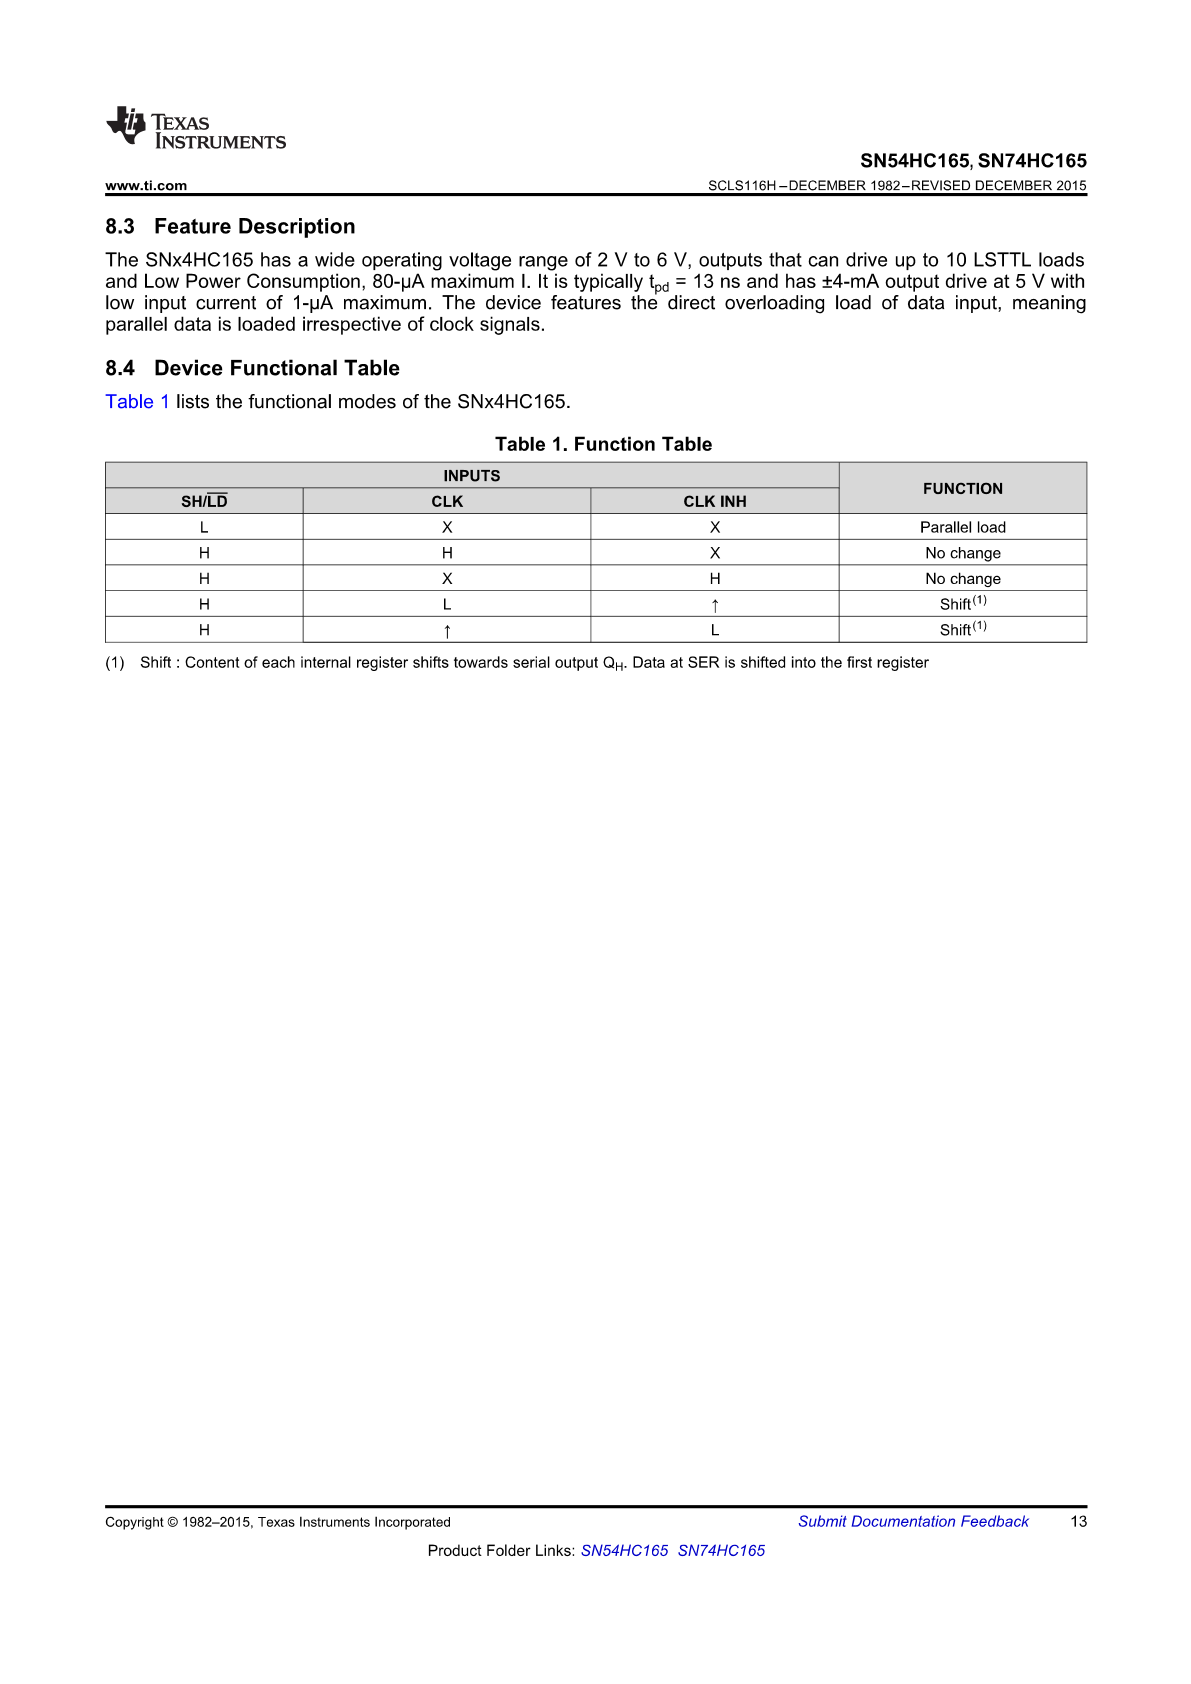 TEXAS
INSTRUMENTS
SN54HC165, SN74HC165
www.ti.com
SCLS116H – DECEMBER 1982 – REVISED DECEMBER 2015
8.3 Feature Description
The SNx4HC165 has a wide operating voltage range of 2 V to 6 V, outputs that can drive up to 10 LSTTL loads
and Low Power Consumption, 80-μA maximum I. It is typically tpd = 13 ns and has ±4-mA output drive at 5 V with
low input current of 1-μA maximum. The device features the direct overloading load of data input, meaning
parallel data is loaded irrespective of clock signals.
8.4 Device Functional Table
Table 1 lists the functional modes of the SNx4HC165.
Table 1. Function Table
INPUTS FUNCTION
SH/L̅D̅ CLK CLK INH
L X X Parallel load
H H X No change
H X H No change
H L ↑ Shift(1)
H ↑ L Shift(1)
(1) Shift : Content of each internal register shifts towards serial output QH. Data at SER is shifted into the first register
Copyright © 1982–2015, Texas Instruments Incorporated Submit Documentation Feedback 13
Product Folder Links: SN54HC165 SN74HC165